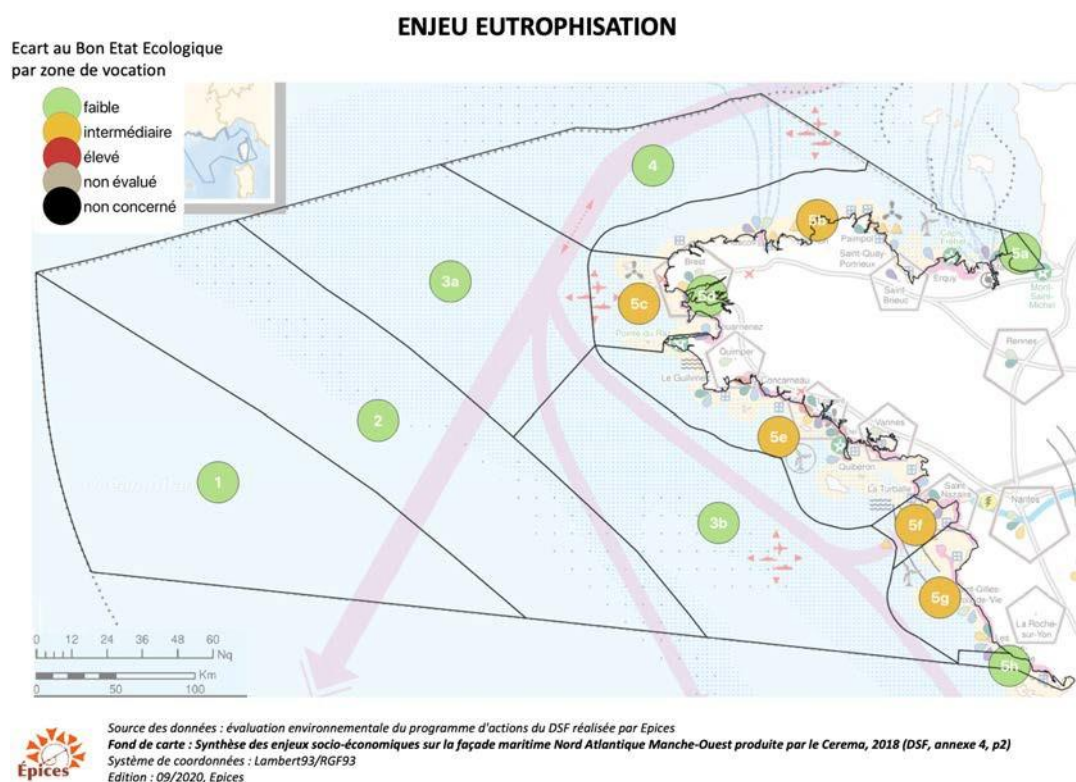 ENJEU EUTROPHISATION
Ecart au Bon Etat Ecologique
par zone de vocation
faible
intermédiaire
élevé
non évalué
non concerné
4
5b
Paimpol
Saint-Quay
Portrieux
Saint-
Brieuc
Erquy
5a
Mont-
Saint-
Michel
3a
Brest
5c
5d
Douarnenez
Pointe du Ra
Quimper
Rennes
Le Guilvinec
Concarneau
2
5e
Vannes
Quiberon
La Turballe
1
Saint
Nazaire
Nantes
3b
5f
5g
La Roche-
sur-Yon
Les
5h
0 12 24 36 48 60
Nq
Km
0 50 100
Source des données : évaluation environnementale du programme d'actions du DSF réalisée par Epices
Fond de carte : Synthèse des enjeux socio-économiques sur la façade maritime Nord Atlantique Manche-Ouest produite par le Cerema, 2018 (DSF, annexe 4, p2)
Système de coordonnées : Lambert93/RGF93
Edition : 09/2020, Epices
Épices